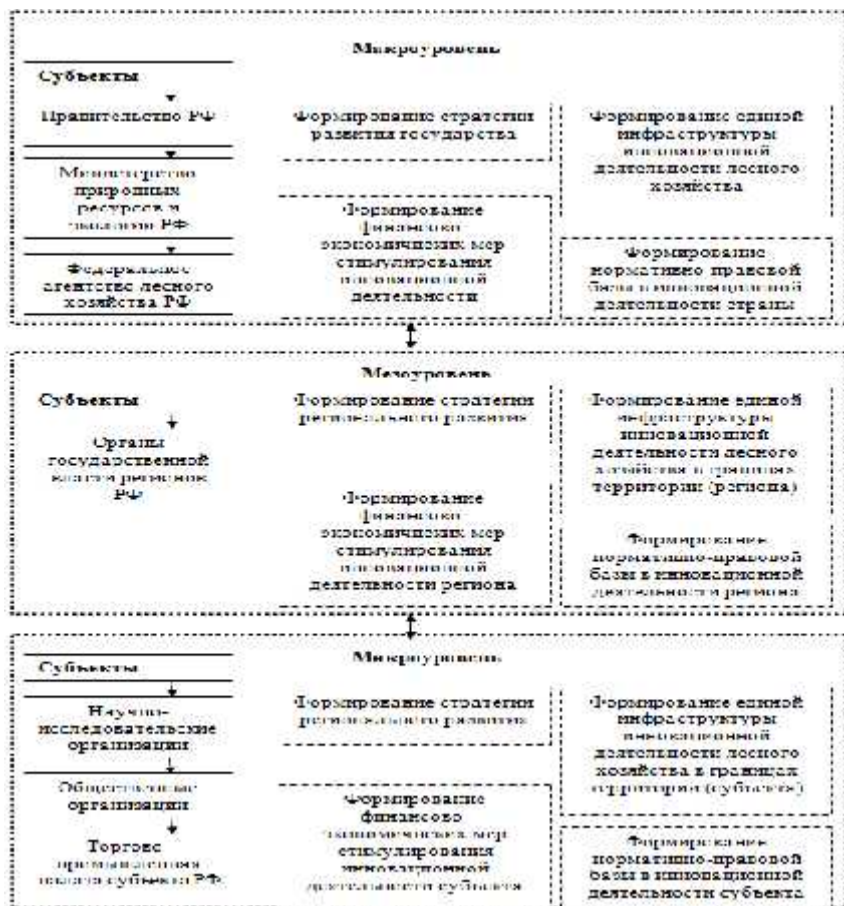 Макроуровень
Субъекты
Правительство РФ
Министерство
природных
ресурсов и
экологии РФ
Федеральное
агентство лесного
хозяйства РФ
Формирование стратегии
развития государства
Формирование
финансово
экономических мер
стимулирования
инновационной
деятельности
Формирование единой
инфраструктуры
инновационной
деятельности лесного
хозяйства
Формирование
нормативно-правовой
базы в инновационной
деятельности страны
Мезоуровень
Субъекты
Органы
государственной
власти регионов
РФ
Формирование стратегии
регионального развития
Формирование
финансово
экономических мер
стимулирования
инновационной
деятельности региона
Формирование единой
инфраструктуры
инновационной
деятельности лесного
хозяйства в границах
территории (региона)
Формирование
нормативно-правовой
базы в инновационной
деятельности региона
Микроуровень
Субъекты
Научно-
исследовательские
организации
Общественные
организации
Торгово
промышленная
палата субъекта РФ
Формирование стратегии
регионального развития
Формирование
финансово
экономических мер
стимулирования
инновационной
деятельности субъекта
Формирование единой
инфраструктуры
инновационной
деятельности лесного
хозяйства в границах
территории (субъекта)
Формирование
нормативно-правовой
базы в инновационной
деятельности субъекта